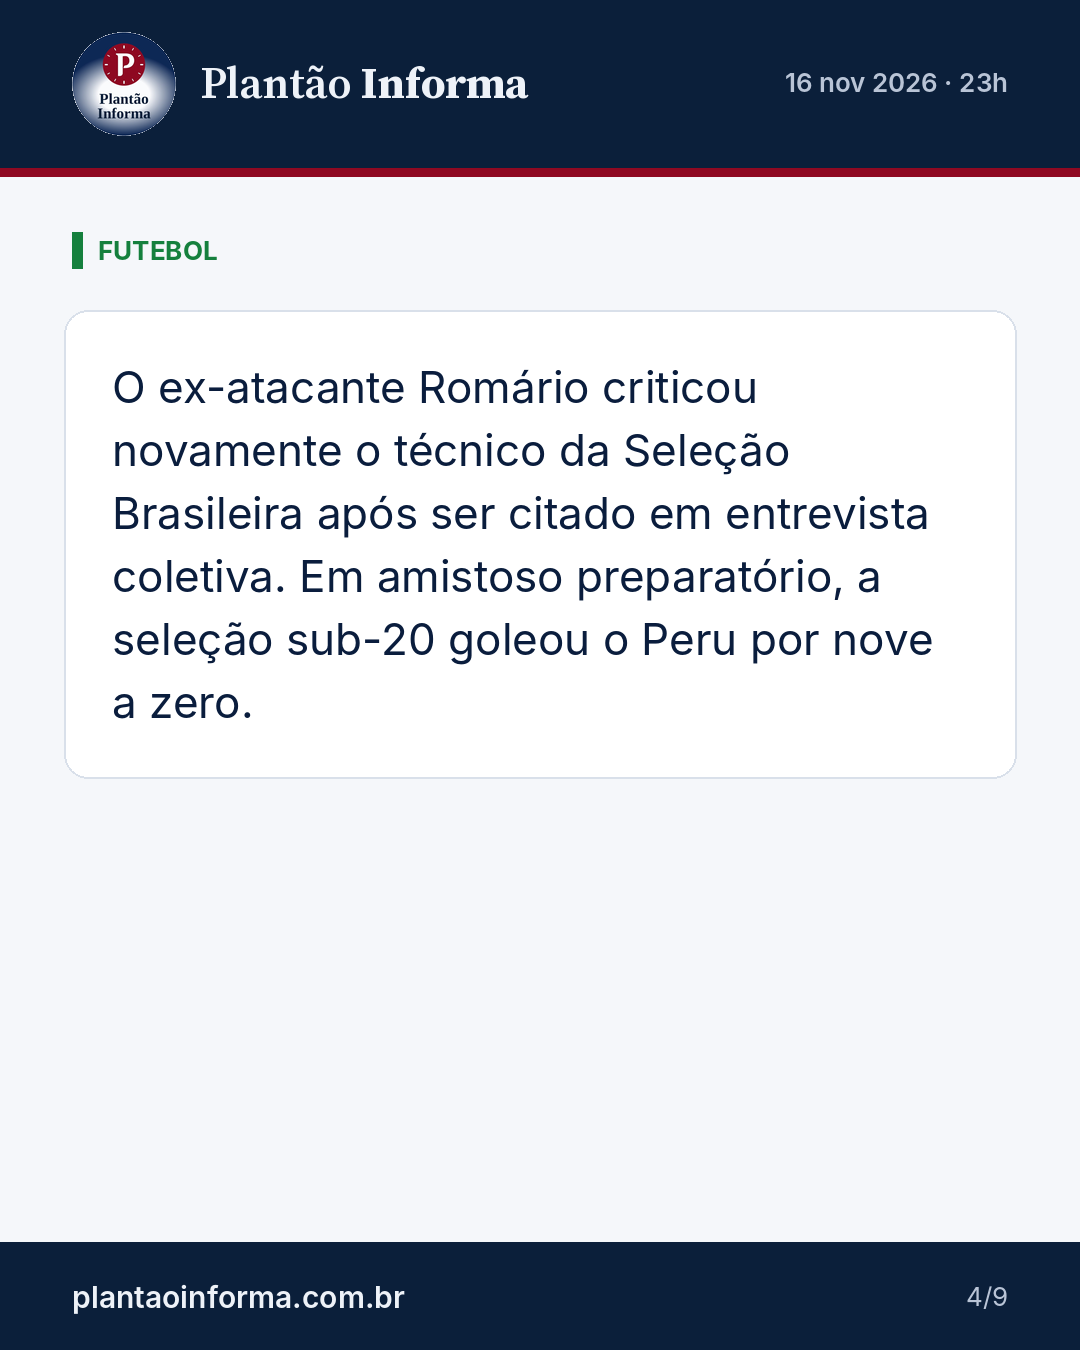 P
Plantão
Informa
Plantão Informa
16 nov 2026 · 23h
FUTEBOL
O ex-atacante Romário criticou
novamente o técnico da Seleção
Brasileira após ser citado em entrevista
coletiva. Em amistoso preparatório, a
seleção sub-20 goleou o Peru por nove
a zero.
plantaoinforma.com.br
4/9